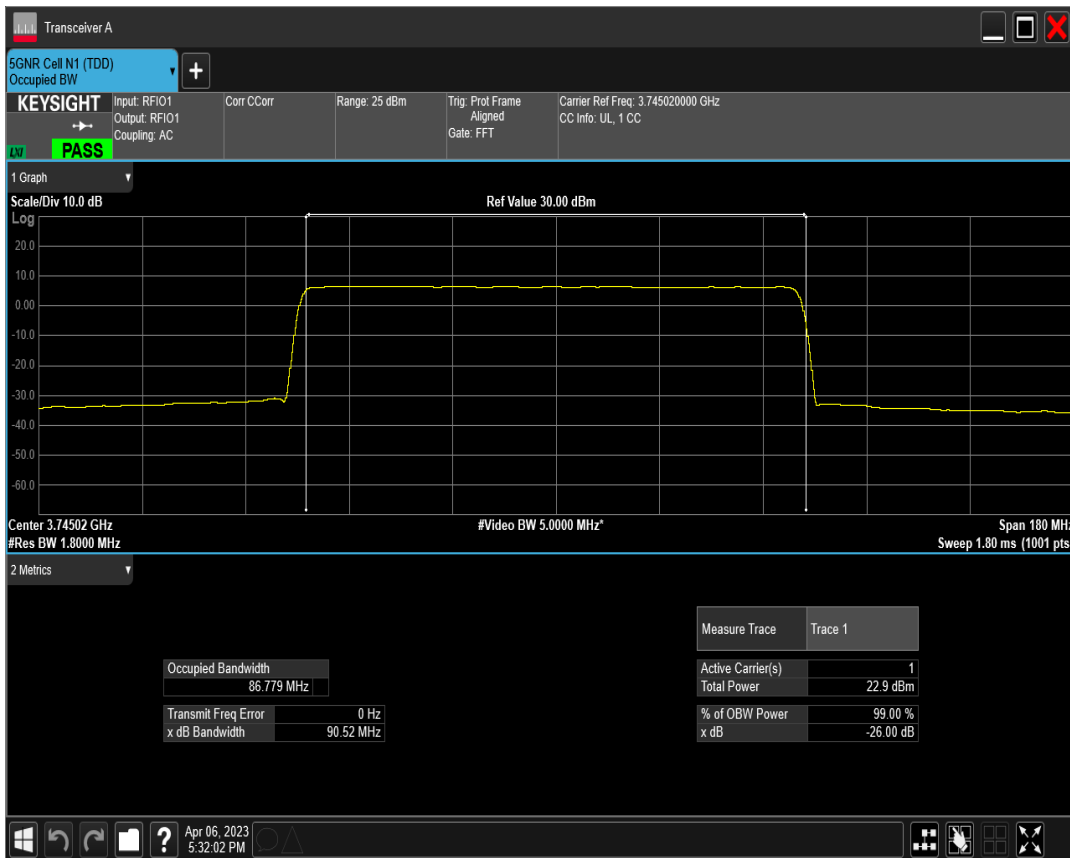 Transceiver A
5GNR Cell N1 (TDD)
Occupied BW
+
KEYSIGHT
LXI
PASS
Input: RFIO1
Output: RFIO1
Coupling: AC
Corr CCorr
Range: 25 dBm
Trig: Prot Frame
Aligned
Gate: FFT
Carrier Ref Freq: 3.745020000 GHz
CC Info: UL, 1 CC
1 Graph
Scale/Div 10.0 dB
Ref Value 30.00 dBm
Log
20.0
10.0
0.00
-10.0
-20.0
-30.0
-40.0
-50.0
-60.0
Center 3.74502 GHz
#Video BW 5.0000 MHz*
Span 180 MHz
#Res BW 1.8000 MHz
Sweep 1.80 ms (1001 pts
2 Metrics
Measure Trace Trace 1
Occupied Bandwidth
86.779 MHz
Active Carrier(s) 1
Total Power 22.9 dBm
Transmit Freq Error 0 Hz
x dB Bandwidth 90.52 MHz
% of OBW Power 99.00 %
x dB -26.00 dB
?
Apr 06, 2023
5:32:02 PM